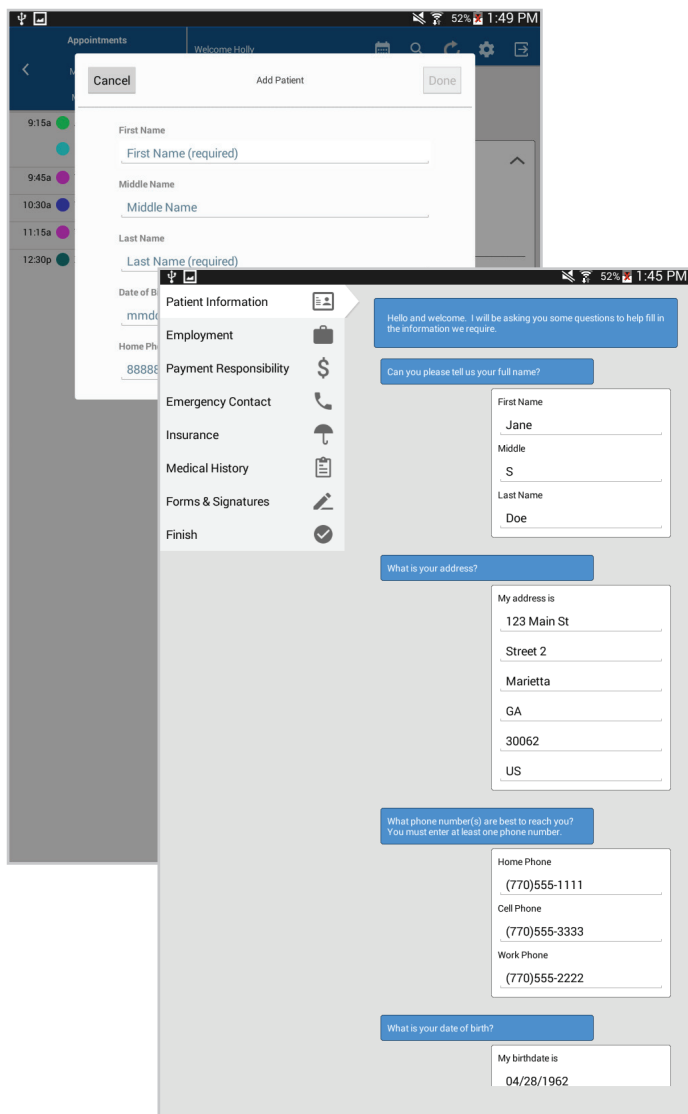 52% 1:49 PM
Appointments
Welcome Holly
Cancel
Add Patient
Done
9:15a
9:45a
10:30a
11:15a
12:30p
First Name
First Name (required)
Middle Name
Middle Name
Last Name
Last Name (required)
Date of B
Home Ph
88888
52% 1:45 PM
Patient Information
Employment
Payment Responsibility
Emergency Contact
Insurance
Medical History
Forms & Signatures
Finish
Hello and welcome. I will be asking you some questions to help fill in
the information we require.
Can you please tell us your full name?
First Name
Jane
Middle
S
Last Name
Doe
What is your address?
My address is
123 Main St
Street 2
Marietta
GA
30062
US
What phone number(s) are best to reach you?
You must enter at least one phone number.
Home Phone
(770)555-1111
Cell Phone
(770)555-3333
Work Phone
(770)555-2222
What is your date of birth?
My birthdate is
04/28/1962